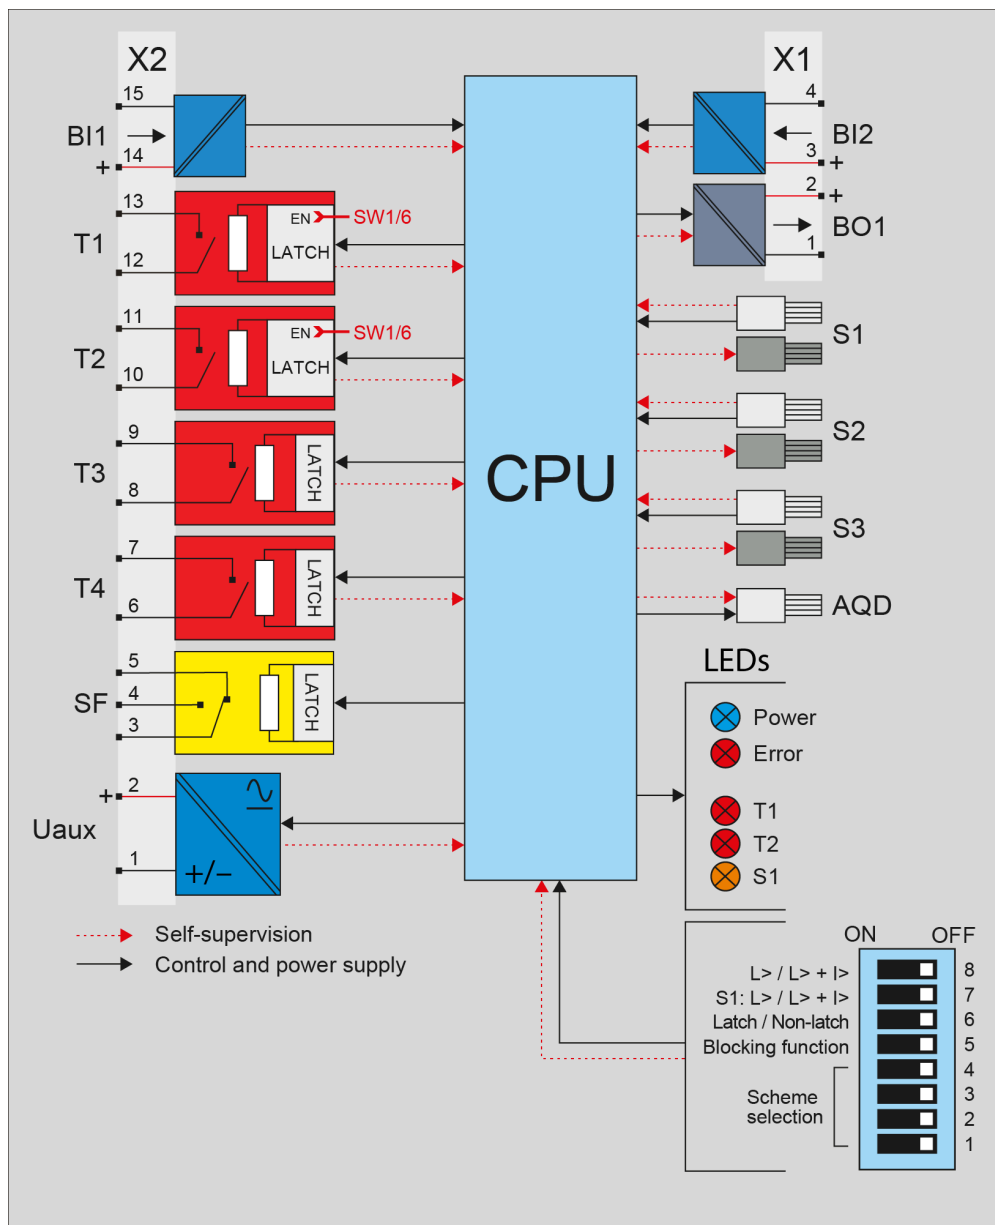 X2
X1
15
BI1
14
+
4
BI2
3
+
2
+
BO1
1
13
T1
12
EN
SW1/6
LATCH
11
T2
10
EN
SW1/6
LATCH
9
T3
8
LATCH
7
T4
6
LATCH
5
SF
4
3
LATCH
+
2
Uaux
1
+/–
CPU
S1
S2
S3
AQD
LEDs
Power
Error
T1
T2
S1
Self-supervision
Control and power supply
ON
OFF
L> / L> + I>
8
S1: L> / L> + I>
7
Latch / Non-latch
6
Blocking function
5
4
Scheme
selection
3
2
1